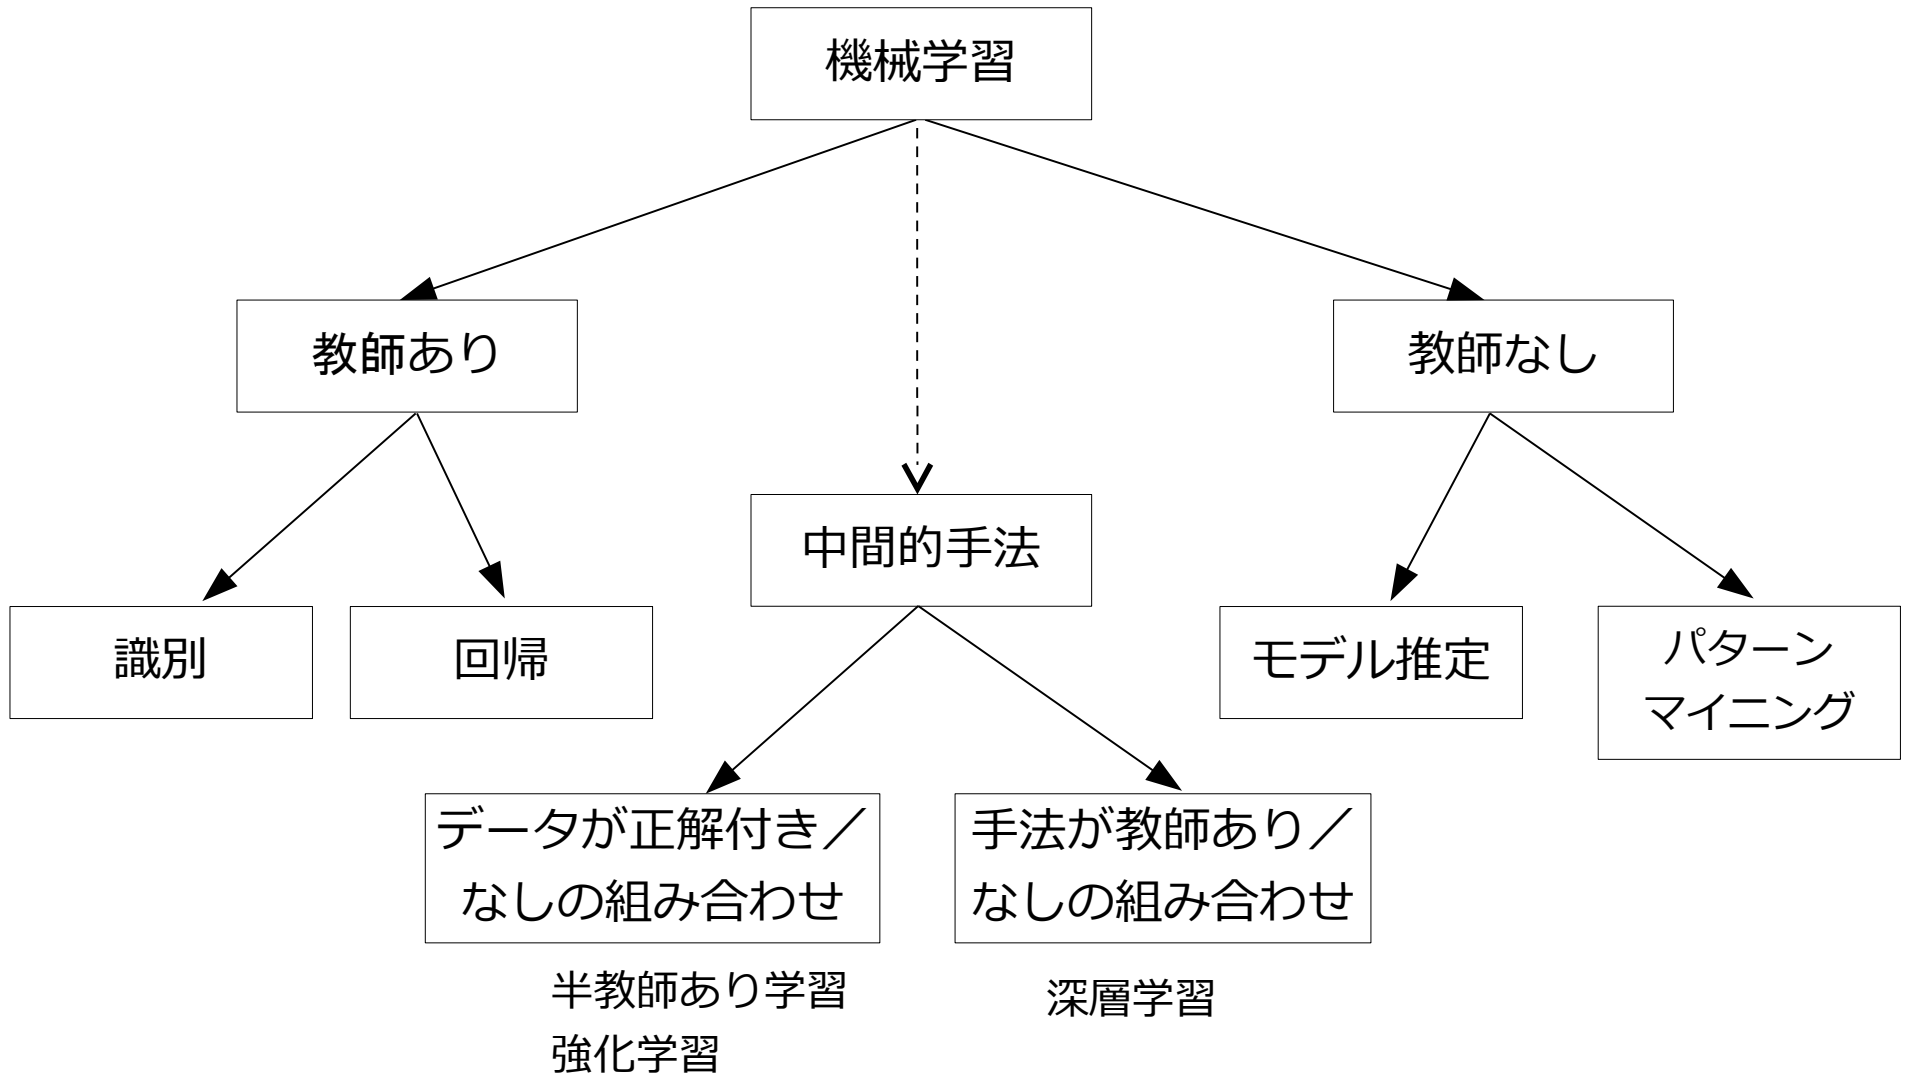 機械学習
教師あり
教師なし
中間的手法
識別
回帰
モデル推定
パターン
マイニング
データが正解付き／
なしの組み合わせ
手法が教師あり／
なしの組み合わせ
半教師あり学習
強化学習
深層学習